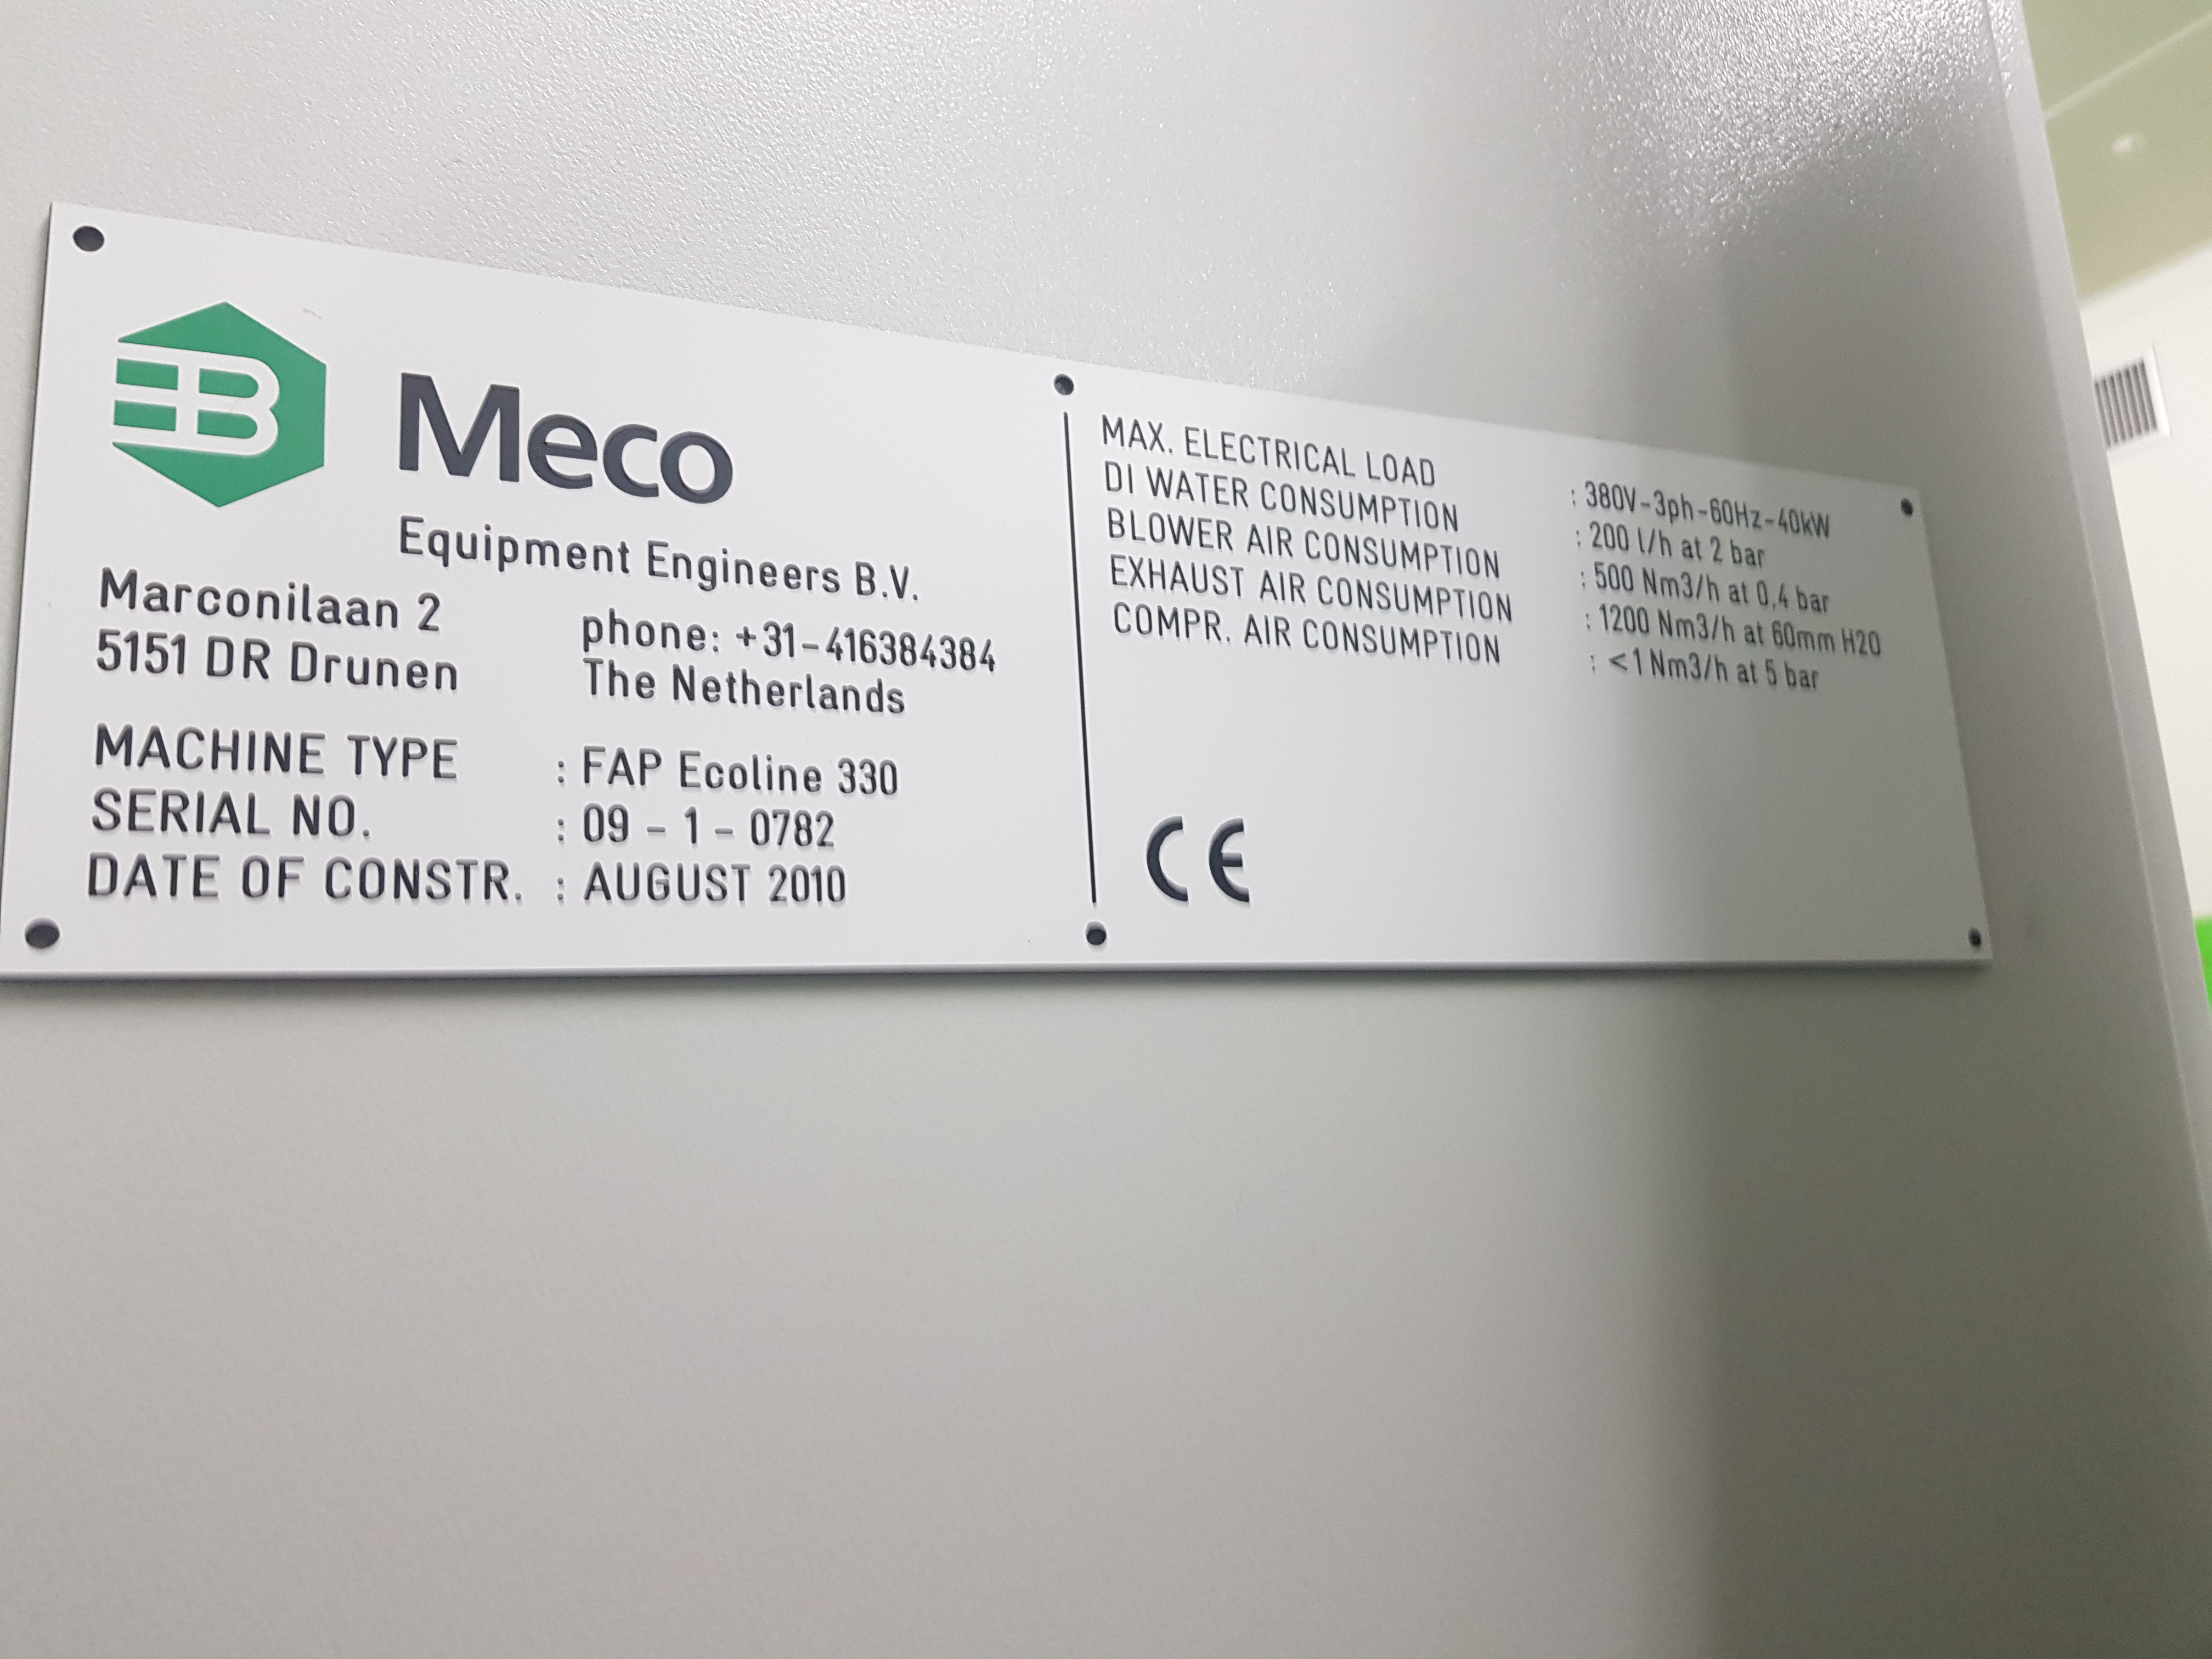 EB Meco
Equipment Engineers B.V.
Marconilaan 2
5151 DR Drunen
phone: +31-416384384
The Netherlands
MACHINE TYPE : FAP Ecoline 330
SERIAL NO. : 09 - 1 - 0782
DATE OF CONSTR. : AUGUST 2010
MAX. ELECTRICAL LOAD : 380V-3ph-60Hz-40kW
DI WATER CONSUMPTION : 200 l/h at 2 bar
BLOWER AIR CONSUMPTION : 500 Nm3/h at 0,4 bar
EXHAUST AIR CONSUMPTION : 1200 Nm3/h at 60mm H2O
COMPR. AIR CONSUMPTION : <1 Nm3/h at 5 bar
CE